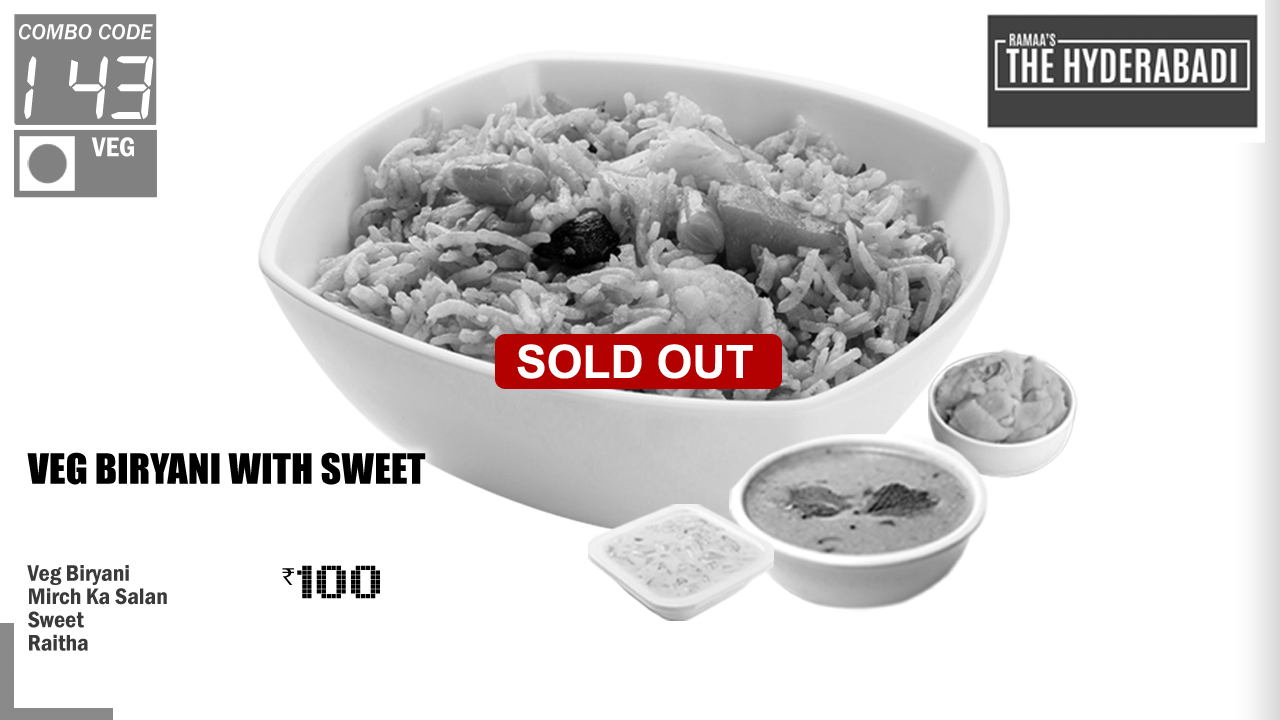 COMBO CODE
143
VEG
RAMAA'S
THE HYDERABADI
SOLD OUT
VEG BIRYANI WITH SWEET
Veg Biryani
Mirch Ka Salan
Sweet
Raitha
₹100